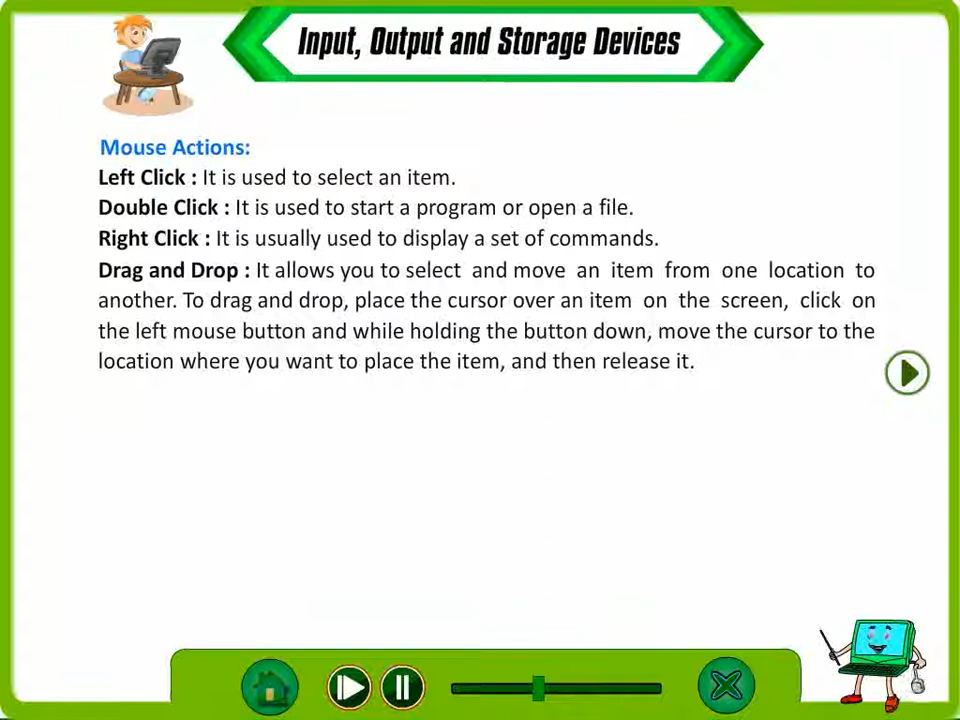 Input, Output and Storage Devices
Mouse Actions:
Left Click : It is used to select an item.
Double Click : It is used to start a program or open a file.
Right Click : It is usually used to display a set of commands.
Drag and Drop : It allows you to select and move an item from one location to
another. To drag and drop, place the cursor over an item on the screen, click on
the left mouse button and while holding the button down, move the cursor to the
location where you want to place the item, and then release it.